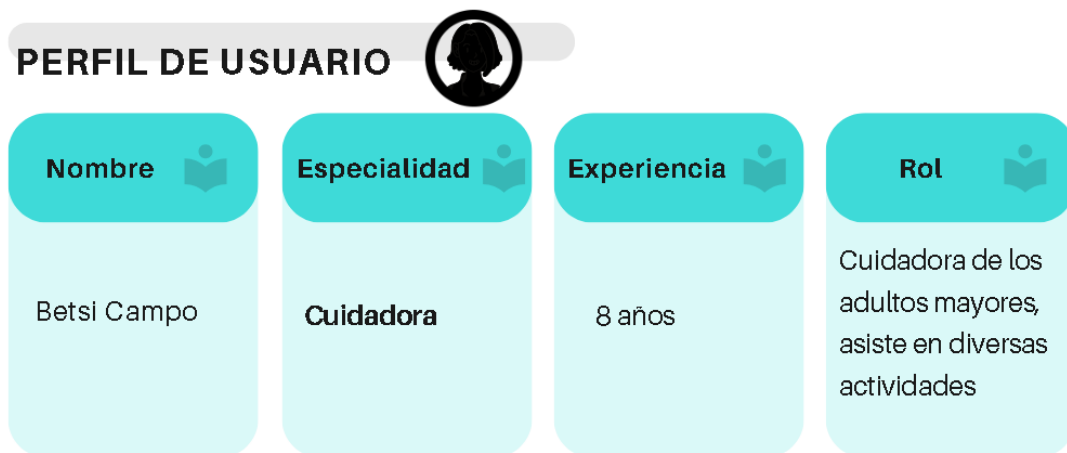 PERFIL DE USUARIO
Nombre
Especialidad
Experiencia
Rol
Betsi Campo
Cuidadora
8 años
Cuidadora de los
adultos mayores,
asiste en diversas
actividades